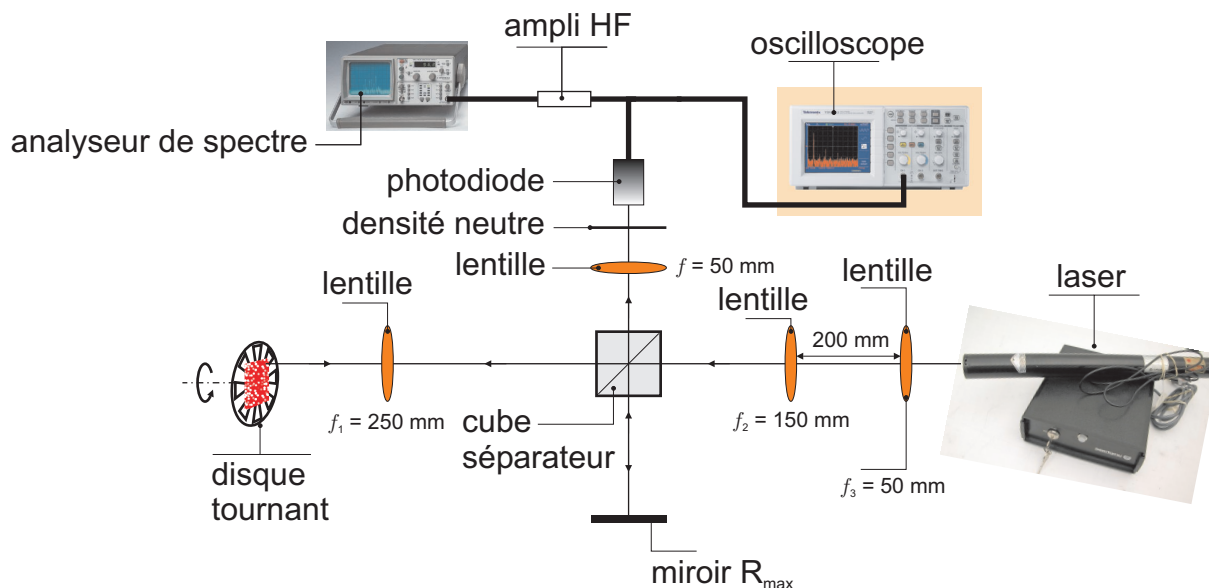 ampli HF
oscilloscope
Tektronix
analyseur de spectre
photodiode
densité neutre
lentille
f = 50 mm
lentille
lentille
lentille
laser
200 mm
f₁ = 250 mm
cube
séparateur
f₂ = 150 mm
f₃ = 50 mm
disque
tournant
miroir Rmax